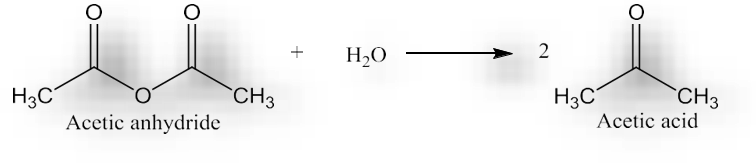 O O O
+ H₂O 2
H₃C O CH₃ H₃C CH₃
Acetic anhydride Acetic acid